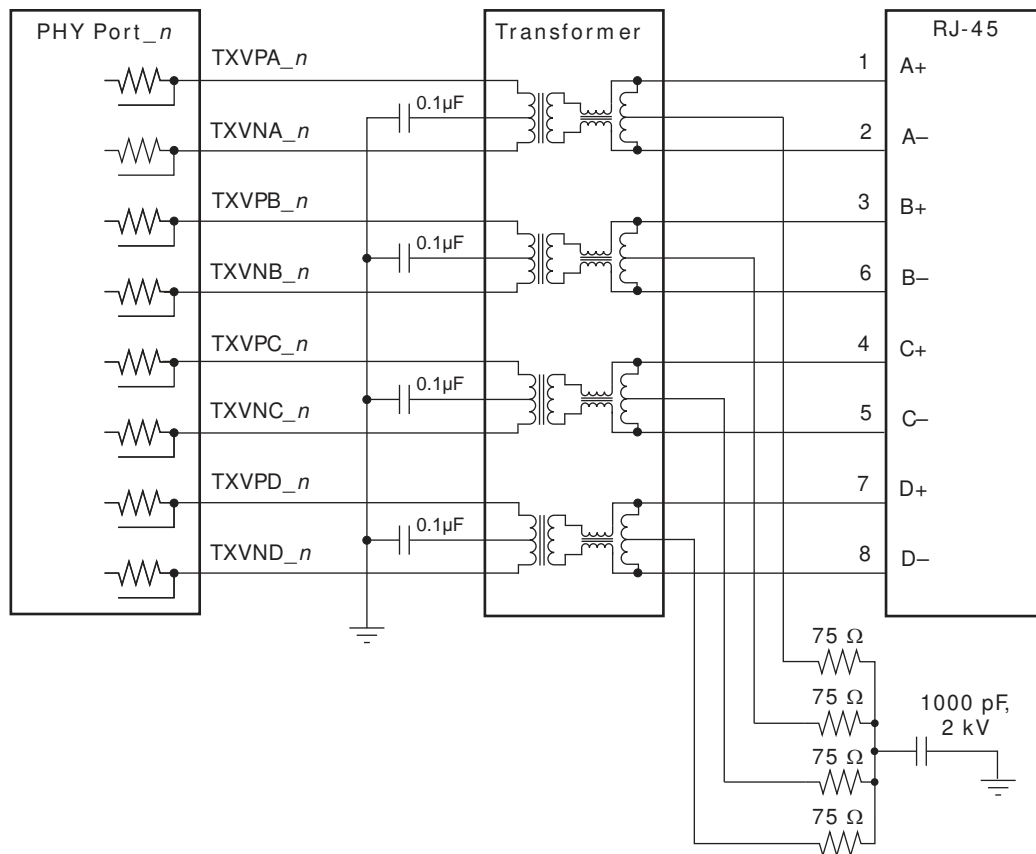 PHY Port_n
Transformer
RJ-45
TXVPA_n
1
A+
0.1µF
TXVNA_n
2
A–
TXVPB_n
3
B+
0.1µF
TXVNB_n
6
B–
TXVPC_n
4
C+
0.1µF
TXVNC_n
5
C–
TXVPD_n
7
D+
0.1µF
TXVND_n
8
D–
75 Ω
75 Ω
1000 pF,
2 kV
75 Ω
75 Ω